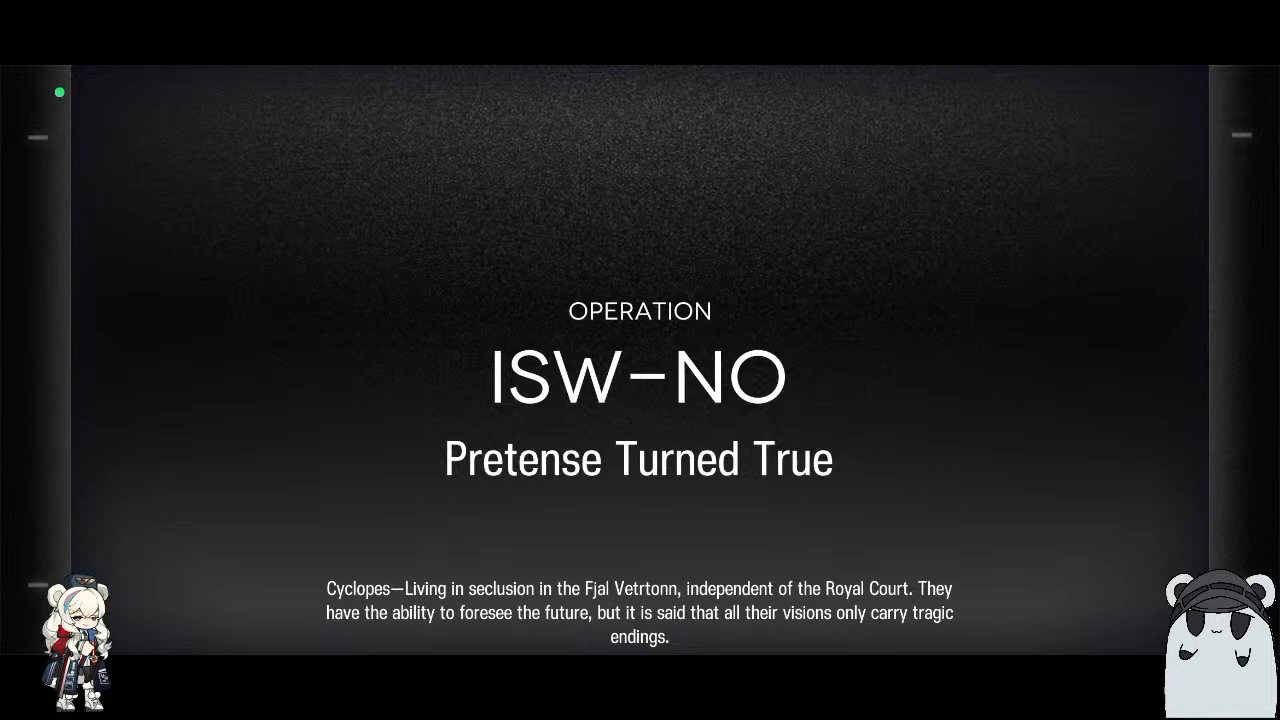 OPERATION
ISW-NO
Pretense Turned True
Cyclopes—Living in seclusion in the Fjal Vetrtonn, independent of the Royal Court. They
have the ability to foresee the future, but it is said that all their visions only carry tragic
endings.